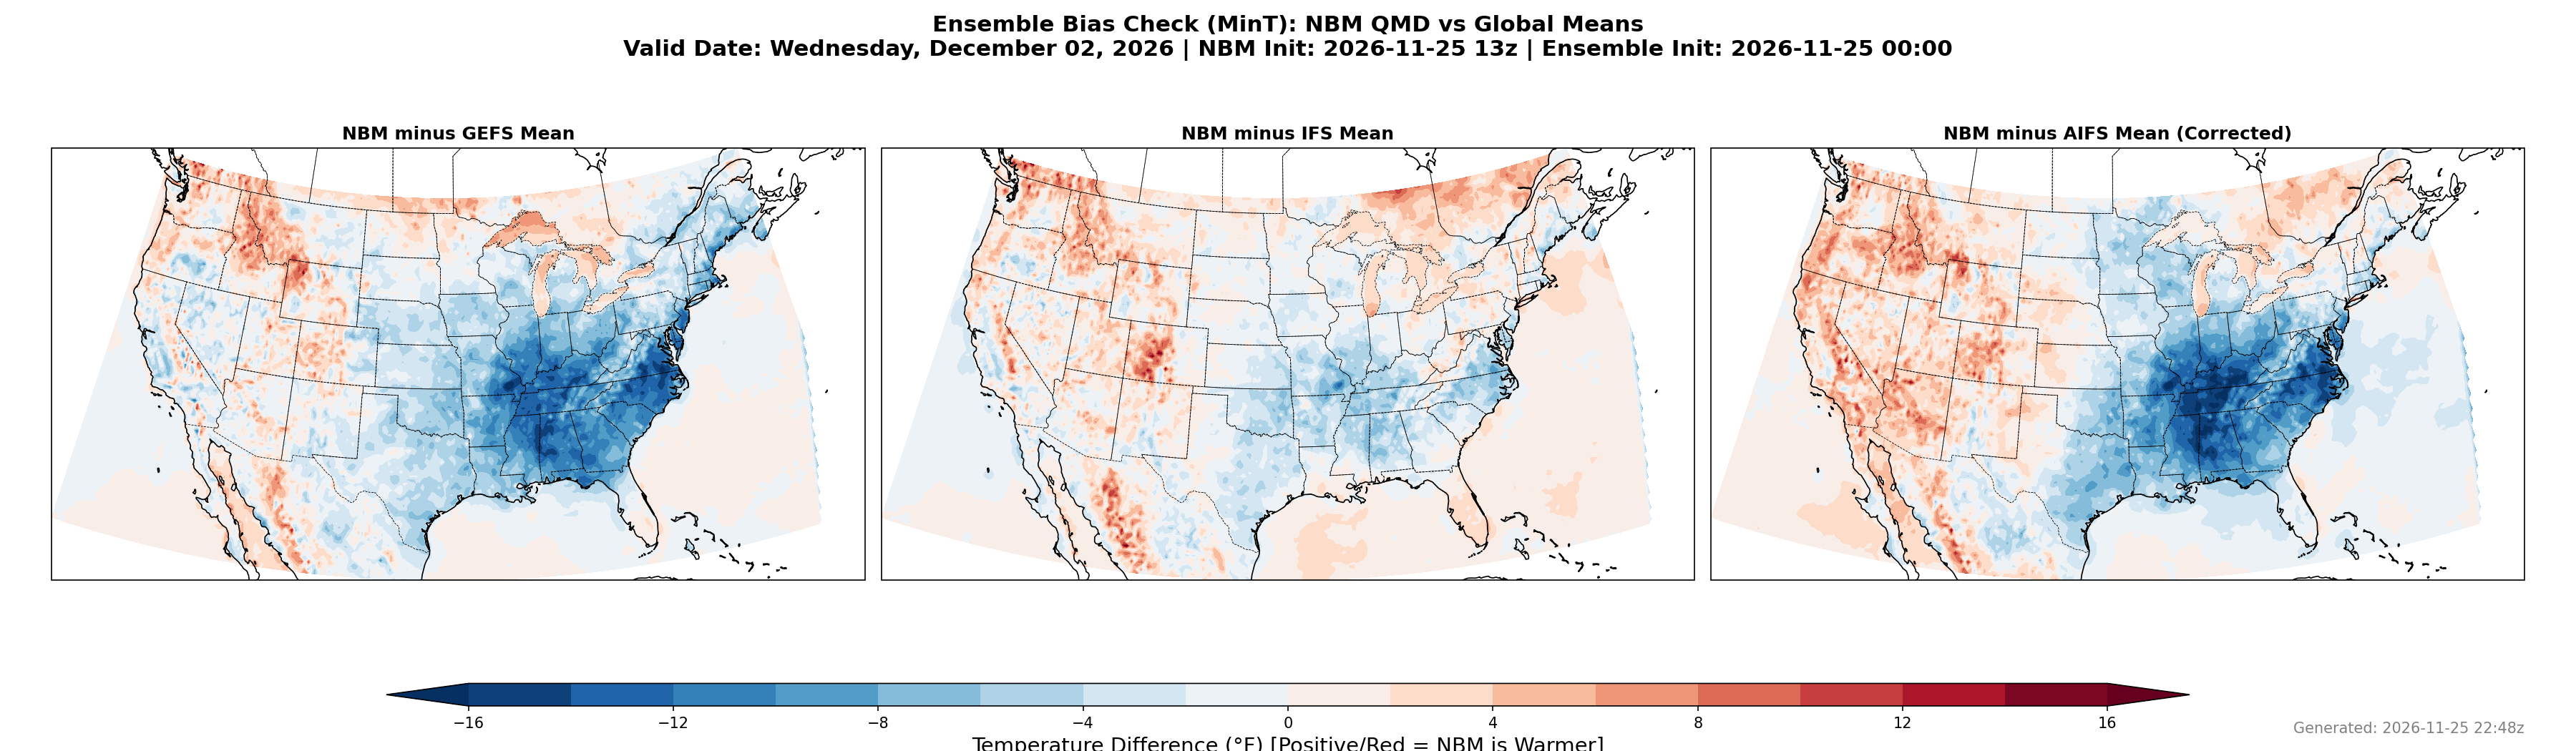 Ensemble Bias Check (MinT): NBM QMD vs Global Means
Valid Date: Wednesday, December 02, 2026 | NBM Init: 2026-11-25 13z | Ensemble Init: 2026-11-25 00:00
NBM minus GEFS Mean
NBM minus IFS Mean
NBM minus AIFS Mean (Corrected)
−16 −12 −8 −4 0 4 8 12 16
Temperature Difference (°F) [Positive/Red = NBM is Warmer]
Generated: 2026-11-25 22:48z